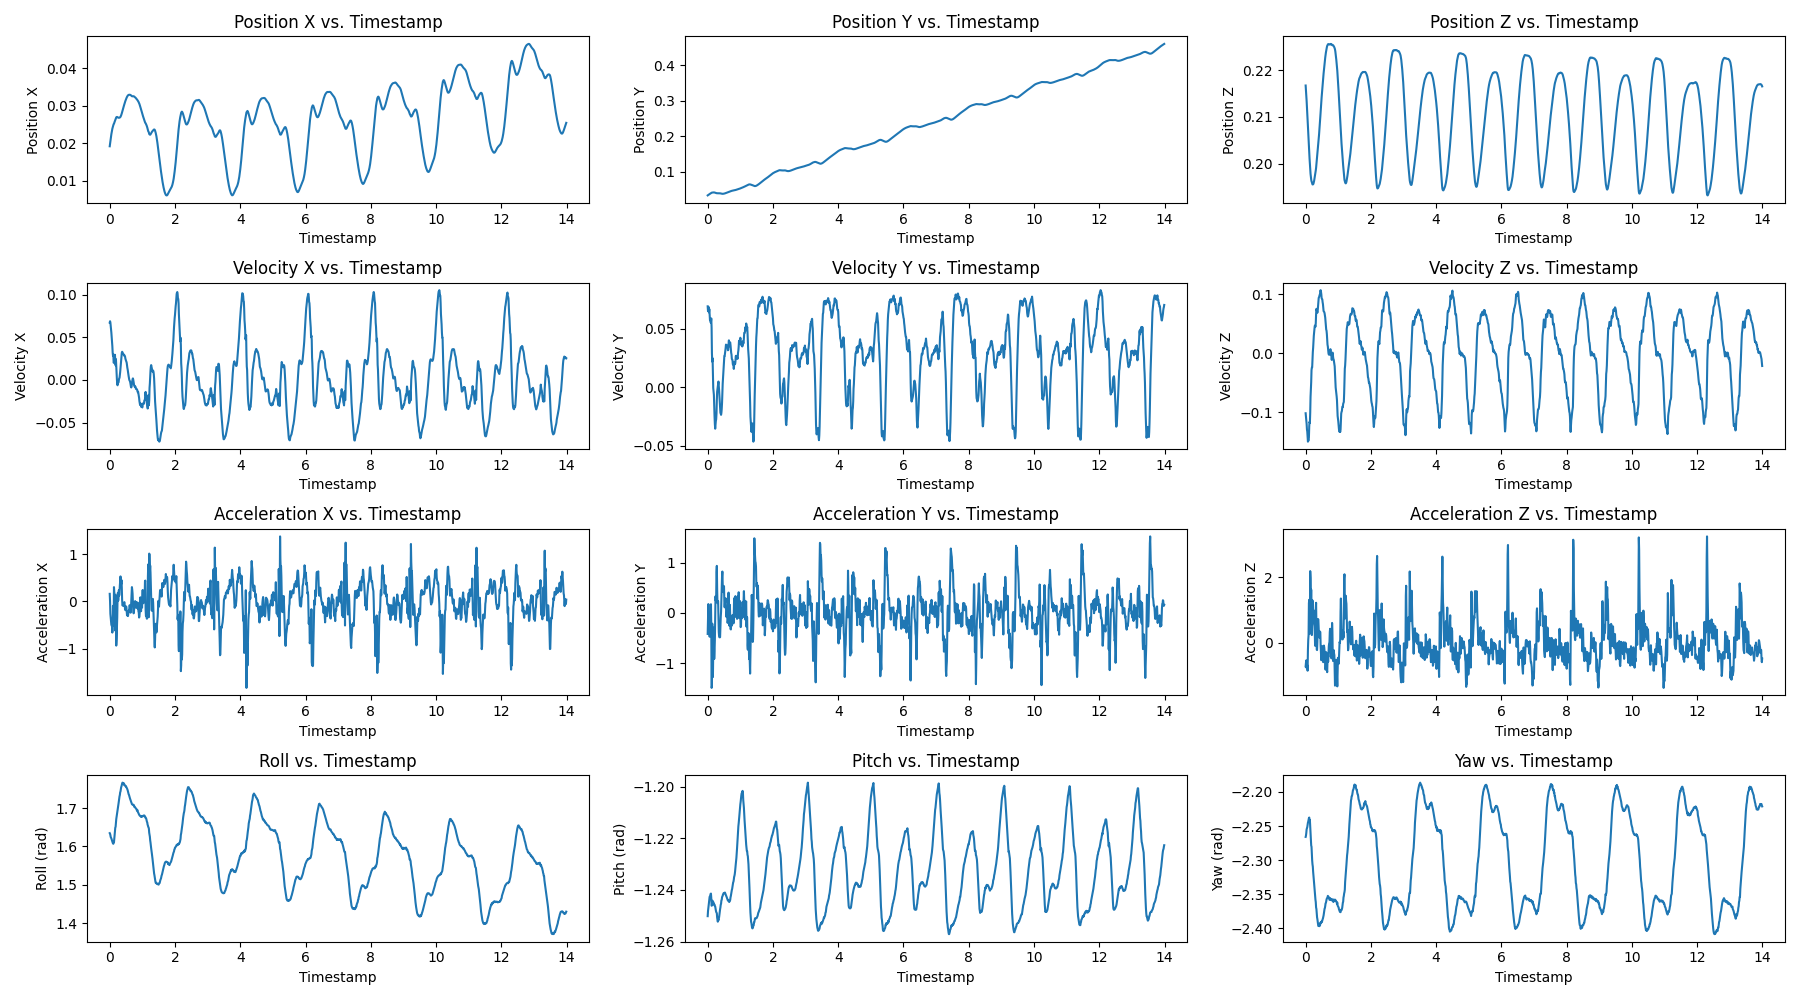 Position X vs. Timestamp
Position X
0.04
0.03
0.02
0.01
0 2 4 6 8 10 12 14
Timestamp
Position Y vs. Timestamp
Position Y
0.4
0.3
0.2
0.1
0 2 4 6 8 10 12 14
Timestamp
Position Z vs. Timestamp
Position Z
0.22
0.21
0.20
0 2 4 6 8 10 12 14
Timestamp
Velocity X vs. Timestamp
Velocity X
0.10
0.05
0.00
−0.05
0 2 4 6 8 10 12 14
Timestamp
Velocity Y vs. Timestamp
Velocity Y
0.05
0.00
−0.05
0 2 4 6 8 10 12 14
Timestamp
Velocity Z vs. Timestamp
Velocity Z
0.1
0.0
−0.1
0 2 4 6 8 10 12 14
Timestamp
Acceleration X vs. Timestamp
Acceleration X
1
0
−1
0 2 4 6 8 10 12 14
Timestamp
Acceleration Y vs. Timestamp
Acceleration Y
1
0
−1
0 2 4 6 8 10 12 14
Timestamp
Acceleration Z vs. Timestamp
Acceleration Z
2
0
0 2 4 6 8 10 12 14
Timestamp
Roll vs. Timestamp
Roll (rad)
1.7
1.6
1.5
1.4
0 2 4 6 8 10 12 14
Timestamp
Pitch vs. Timestamp
Pitch (rad)
−1.20
−1.22
−1.24
−1.26
0 2 4 6 8 10 12 14
Timestamp
Yaw vs. Timestamp
Yaw (rad)
−2.20
−2.25
−2.30
−2.35
−2.40
0 2 4 6 8 10 12 14
Timestamp